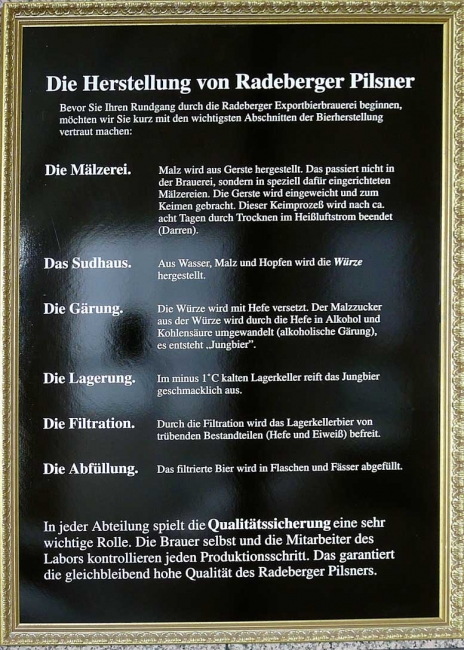 Die Herstellung von Radeberger Pilsner
Bevor Sie Ihren Rundgang durch die Radeberger Exportbierbrauerei beginnen,
möchten wir Sie kurz mit den wichtigsten Abschnitten der Bierherstellung
vertraut machen:
Die Mälzerei. Malz wird aus Gerste hergestellt. Das passiert nicht in
der Brauerei, sondern in speziell dafür eingerichteten
Mälzereien. Die Gerste wird eingeweicht und zum
Keimen gebracht. Dieser Keimprozeß wird nach ca.
acht Tagen durch Trocknen im Heißluftstrom beendet
(Darren).
Das Sudhaus. Aus Wasser, Malz und Hopfen wird die Würze
hergestellt.
Die Gärung. Die Würze wird mit Hefe versetzt. Der Malzzucker
aus der Würze wird durch die Hefe in Alkohol und
Kohlensäure umgewandelt (alkoholische Gärung),
es entsteht „Jungbier”.
Die Lagerung. Im minus 1°C kalten Lagerkeller reift das Jungbier
geschmacklich aus.
Die Filtration. Durch die Filtration wird das Lagerkellerbier von
trübenden Bestandteilen (Hefe und Eiweiß) befreit.
Die Abfüllung. Das filtrierte Bier wird in Flaschen und Fässer abgefüllt.
In jeder Abteilung spielt die Qualitätssicherung eine sehr
wichtige Rolle. Die Brauer selbst und die Mitarbeiter des
Labors kontrollieren jeden Produktionsschritt. Das garantiert
die gleichbleibend hohe Qualität des Radeberger Pilsners.